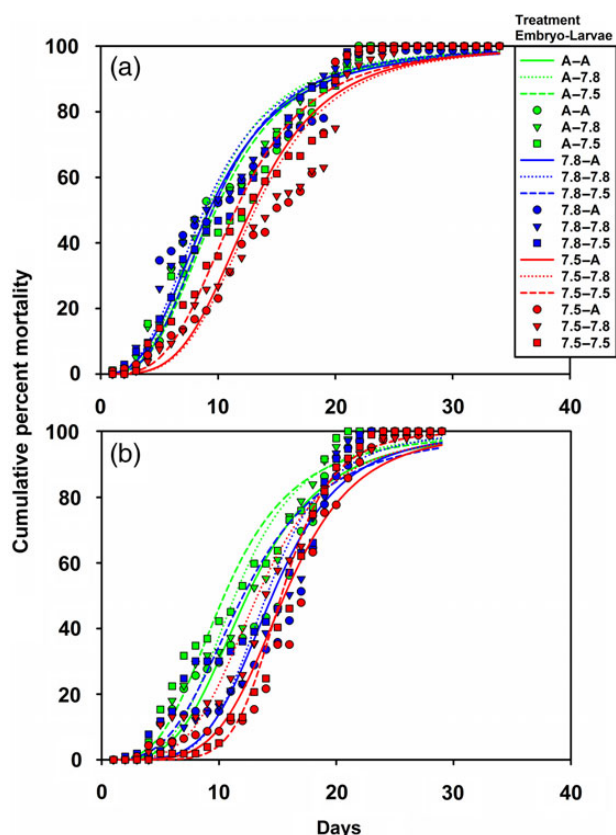 Treatment
Embryo-Larvae
A–A
A–7.8
A–7.5
A–A
A–7.8
A–7.5
7.8–A
7.8–7.8
7.8–7.5
7.8–A
7.8–7.8
7.8–7.5
7.5–A
7.5–7.8
7.5–7.5
7.5–A
7.5–7.8
7.5–7.5
Cumulative percent mortality
(a)
100
80
60
40
20
0
0 10 20 30 40
(b)
100
80
60
40
20
0
0 10 20 30 40
Days